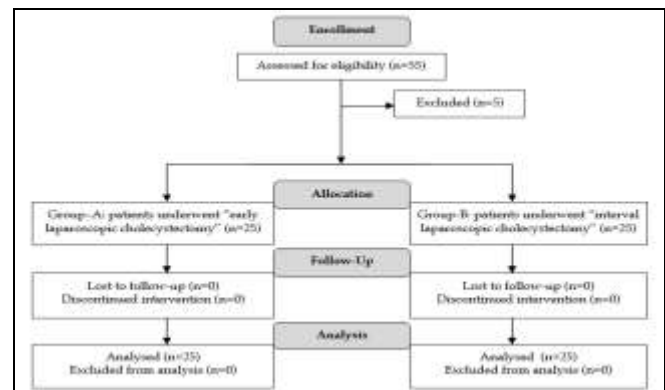 Enrollment
Assessed for eligibility (n=55)
Excluded (n=5)
Allocation
Group-A: patients underwent "early
laparoscopic cholecystectomy" (n=25)
Group-B: patients underwent "interval
laparoscopic cholecystectomy" (n=25)
Follow-Up
Lost to follow-up (n=0)
Discontinued intervention (n=0)
Lost to follow-up (n=0)
Discontinued intervention (n=0)
Analysis
Analysed (n=25)
Excluded from analysis (n=0)
Analysed (n=25)
Excluded from analysis (n=0)